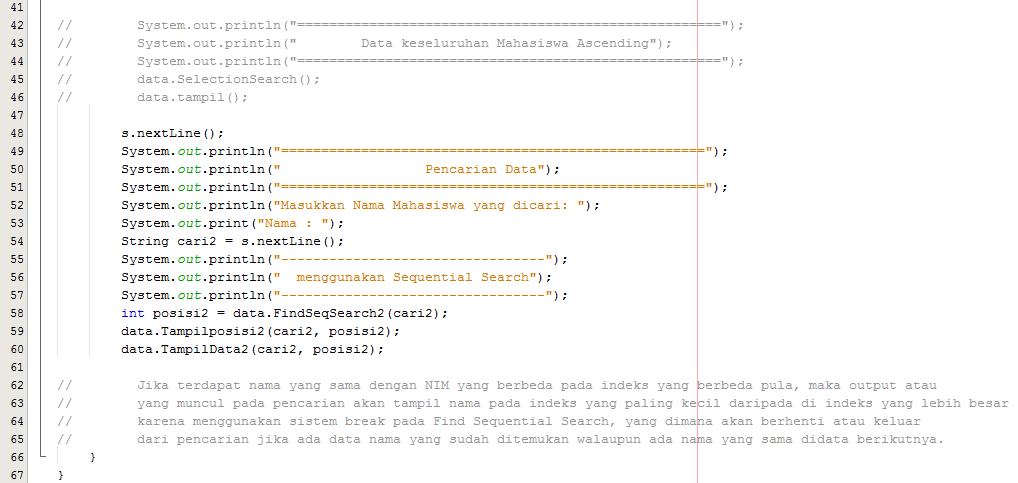 41
42 // System.out.println("=====================================================");
43 // System.out.println(" Data keseluruhan Mahasiswa Ascending");
44 // System.out.println("=====================================================");
45 // data.SelectionSearch();
46 // data.tampil();
47
48 s.nextLine();
49 System.out.println("=====================================================");
50 System.out.println(" Pencarian Data");
51 System.out.println("=====================================================");
52 System.out.println("Masukkan Nama Mahasiswa yang dicari: ");
53 System.out.print("Nama : ");
54 String cari2 = s.nextLine();
55 System.out.println("---------------------------------");
56 System.out.println("  menggunakan Sequential Search");
57 System.out.println("---------------------------------");
58 int posisi2 = data.FindSeqSearch2(cari2);
59 data.Tampilposisi2(cari2, posisi2);
60 data.TampilData2(cari2, posisi2);
61
62 // Jika terdapat nama yang sama dengan NIM yang berbeda pada indeks yang berbeda pula, maka output atau
63 // yang muncul pada pencarian akan tampil nama pada indeks yang paling kecil daripada di indeks yang lebih besar
64 // karena menggunakan sistem break pada Find Sequential Search, yang dimana akan berhenti atau keluar
65 // dari pencarian jika ada data nama yang sudah ditemukan walaupun ada nama yang sama didata berikutnya.
66 }
67 }